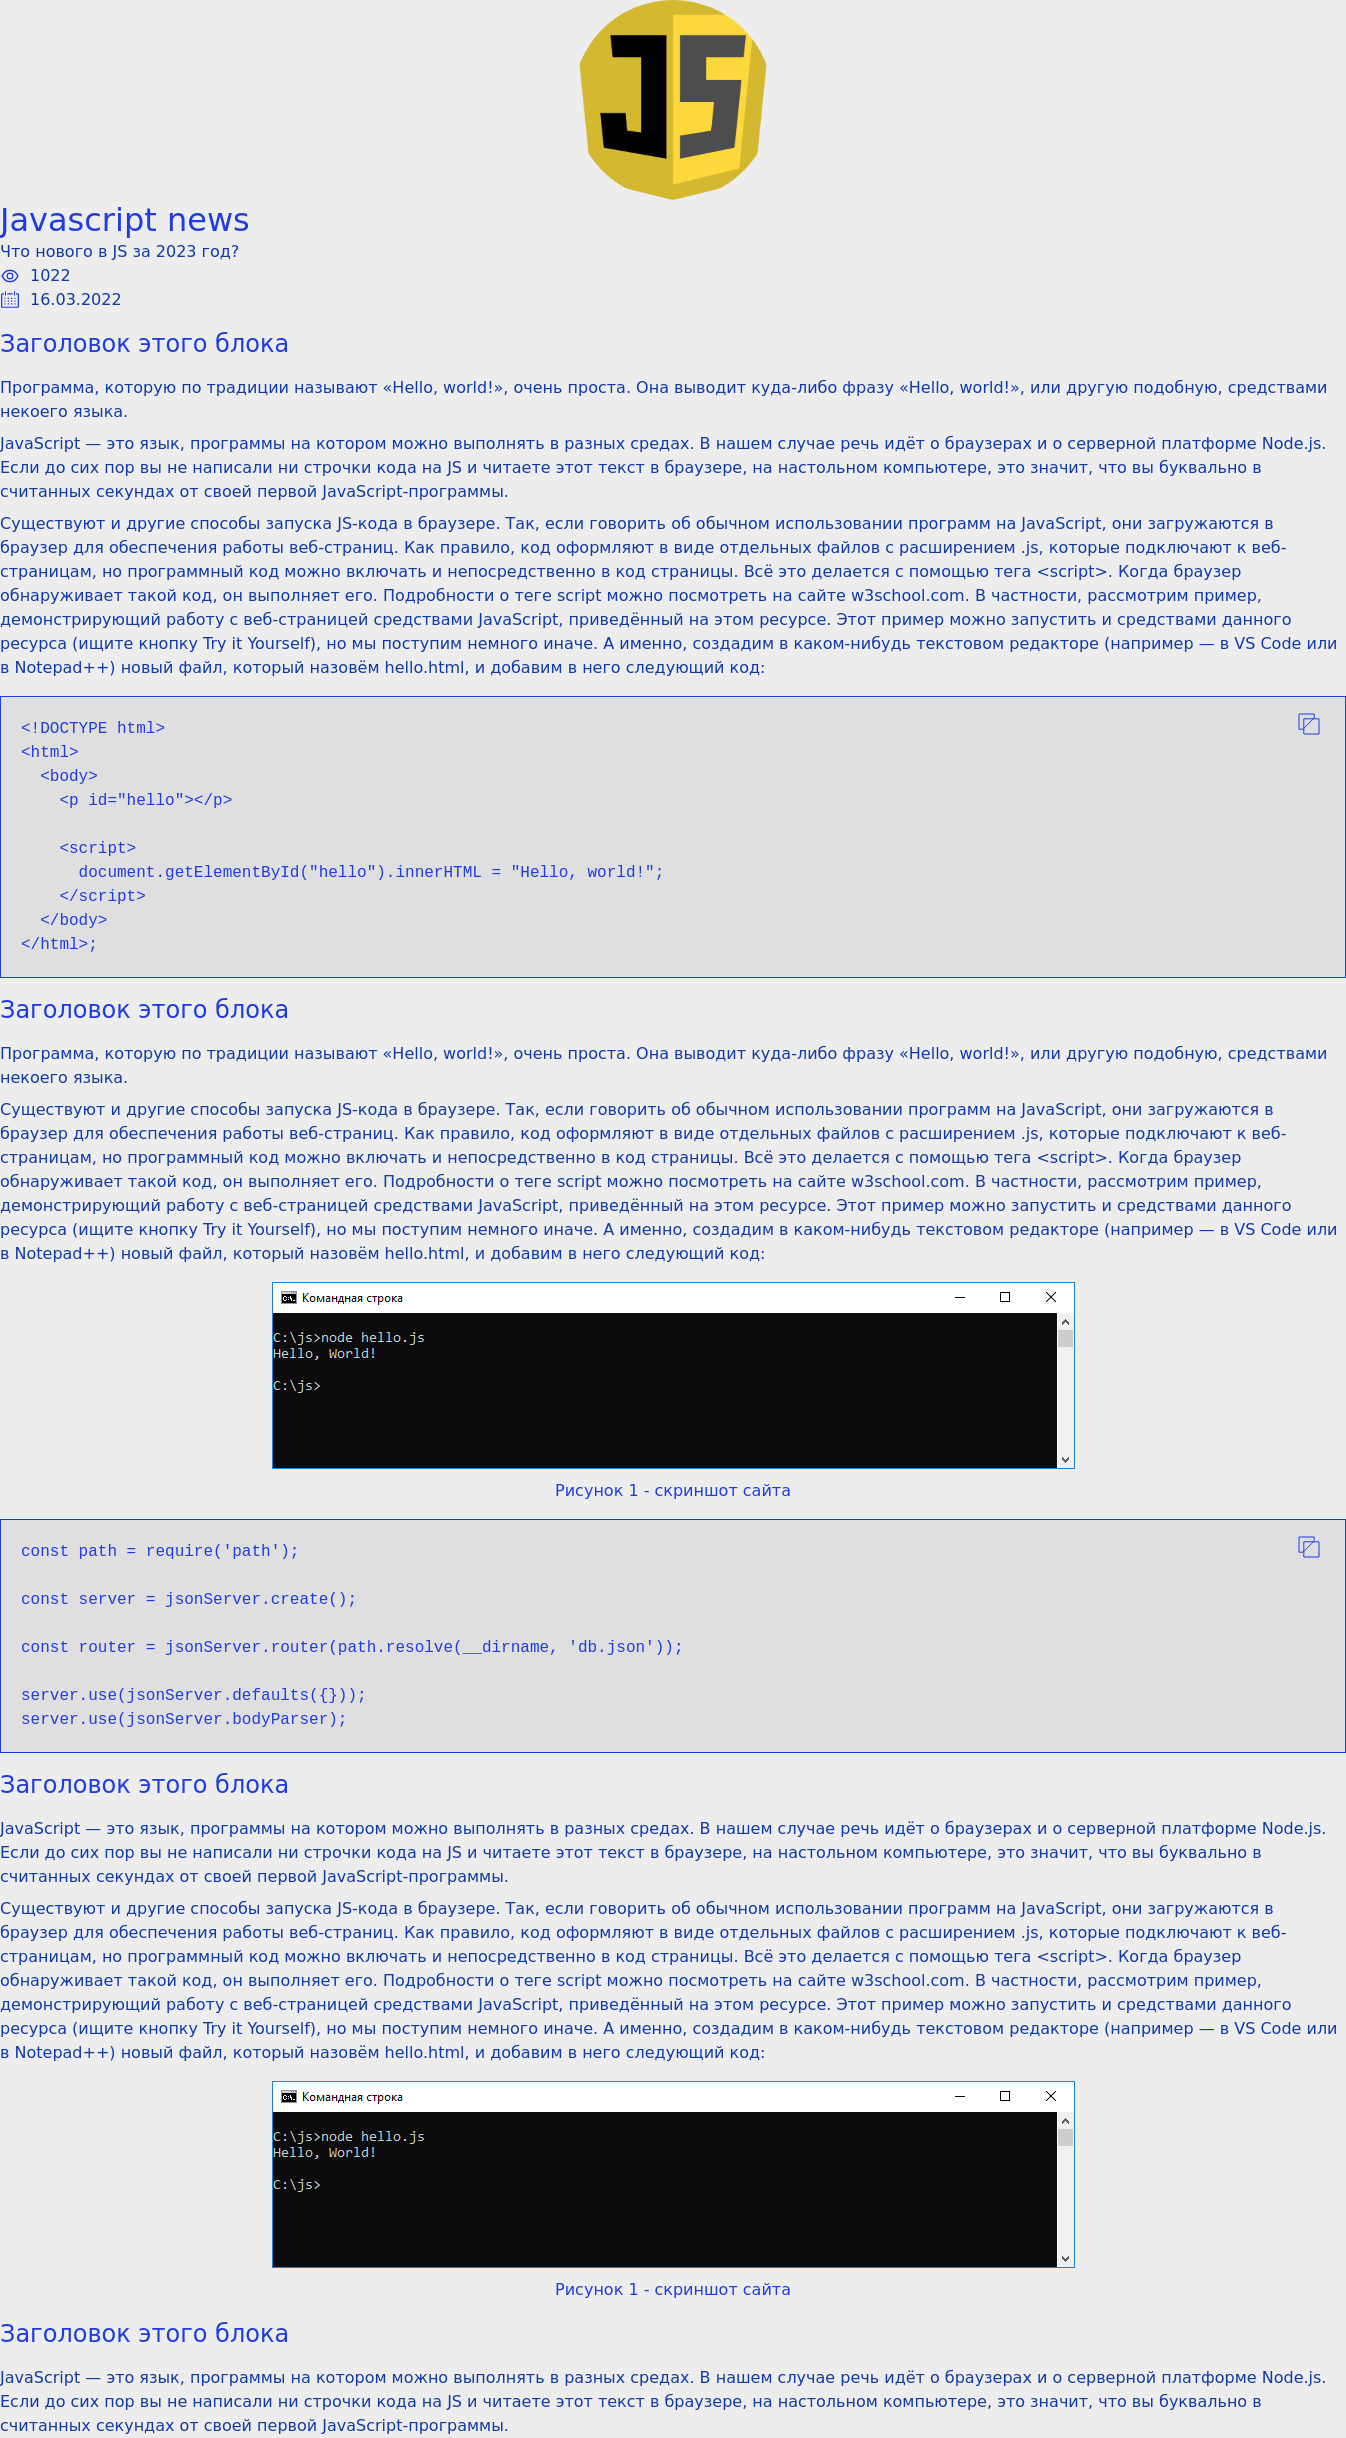 JS
Javascript news
Что нового в JS за 2023 год?
1022
16.03.2022
Заголовок этого блока
Программа, которую по традиции называют «Hello, world!», очень проста. Она выводит куда-либо фразу «Hello, world!», или другую подобную, средствами
некоего языка.
JavaScript — это язык, программы на котором можно выполнять в разных средах. В нашем случае речь идёт о браузерах и о серверной платформе Node.js.
Если до сих пор вы не написали ни строчки кода на JS и читаете этот текст в браузере, на настольном компьютере, это значит, что вы буквально в
считанных секундах от своей первой JavaScript-программы.
Существуют и другие способы запуска JS-кода в браузере. Так, если говорить об обычном использовании программ на JavaScript, они загружаются в
браузер для обеспечения работы веб-страниц. Как правило, код оформляют в виде отдельных файлов с расширением .js, которые подключают к веб-
страницам, но программный код можно включать и непосредственно в код страницы. Всё это делается с помощью тега <script>. Когда браузер
обнаруживает такой код, он выполняет его. Подробности о теге script можно посмотреть на сайте w3school.com. В частности, рассмотрим пример,
демонстрирующий работу с веб-страницей средствами JavaScript, приведённый на этом ресурсе. Этот пример можно запустить и средствами данного
ресурса (ищите кнопку Try it Yourself), но мы поступим немного иначе. А именно, создадим в каком-нибудь текстовом редакторе (например — в VS Code или
в Notepad++) новый файл, который назовём hello.html, и добавим в него следующий код:
<!DOCTYPE html>
<html>
  <body>
    <p id="hello"></p>
    <script>
      document.getElementById("hello").innerHTML = "Hello, world!";
    </script>
  </body>
</html>;
Заголовок этого блока
Программа, которую по традиции называют «Hello, world!», очень проста. Она выводит куда-либо фразу «Hello, world!», или другую подобную, средствами
некоего языка.
Существуют и другие способы запуска JS-кода в браузере. Так, если говорить об обычном использовании программ на JavaScript, они загружаются в
браузер для обеспечения работы веб-страниц. Как правило, код оформляют в виде отдельных файлов с расширением .js, которые подключают к веб-
страницам, но программный код можно включать и непосредственно в код страницы. Всё это делается с помощью тега <script>. Когда браузер
обнаруживает такой код, он выполняет его. Подробности о теге script можно посмотреть на сайте w3school.com. В частности, рассмотрим пример,
демонстрирующий работу с веб-страницей средствами JavaScript, приведённый на этом ресурсе. Этот пример можно запустить и средствами данного
ресурса (ищите кнопку Try it Yourself), но мы поступим немного иначе. А именно, создадим в каком-нибудь текстовом редакторе (например — в VS Code или
в Notepad++) новый файл, который назовём hello.html, и добавим в него следующий код:
Командная строка
C:\js>node hello.js
Hello, World!
C:\js>
Рисунок 1 - скриншот сайта
const path = require('path');
const server = jsonServer.create();
const router = jsonServer.router(path.resolve(__dirname, 'db.json'));
server.use(jsonServer.defaults({}));
server.use(jsonServer.bodyParser);
Заголовок этого блока
JavaScript — это язык, программы на котором можно выполнять в разных средах. В нашем случае речь идёт о браузерах и о серверной платформе Node.js.
Если до сих пор вы не написали ни строчки кода на JS и читаете этот текст в браузере, на настольном компьютере, это значит, что вы буквально в
считанных секундах от своей первой JavaScript-программы.
Существуют и другие способы запуска JS-кода в браузере. Так, если говорить об обычном использовании программ на JavaScript, они загружаются в
браузер для обеспечения работы веб-страниц. Как правило, код оформляют в виде отдельных файлов с расширением .js, которые подключают к веб-
страницам, но программный код можно включать и непосредственно в код страницы. Всё это делается с помощью тега <script>. Когда браузер
обнаруживает такой код, он выполняет его. Подробности о теге script можно посмотреть на сайте w3school.com. В частности, рассмотрим пример,
демонстрирующий работу с веб-страницей средствами JavaScript, приведённый на этом ресурсе. Этот пример можно запустить и средствами данного
ресурса (ищите кнопку Try it Yourself), но мы поступим немного иначе. А именно, создадим в каком-нибудь текстовом редакторе (например — в VS Code или
в Notepad++) новый файл, который назовём hello.html, и добавим в него следующий код:
Командная строка
C:\js>node hello.js
Hello, World!
C:\js>
Рисунок 1 - скриншот сайта
Заголовок этого блока
JavaScript — это язык, программы на котором можно выполнять в разных средах. В нашем случае речь идёт о браузерах и о серверной платформе Node.js.
Если до сих пор вы не написали ни строчки кода на JS и читаете этот текст в браузере, на настольном компьютере, это значит, что вы буквально в
считанных секундах от своей первой JavaScript-программы.